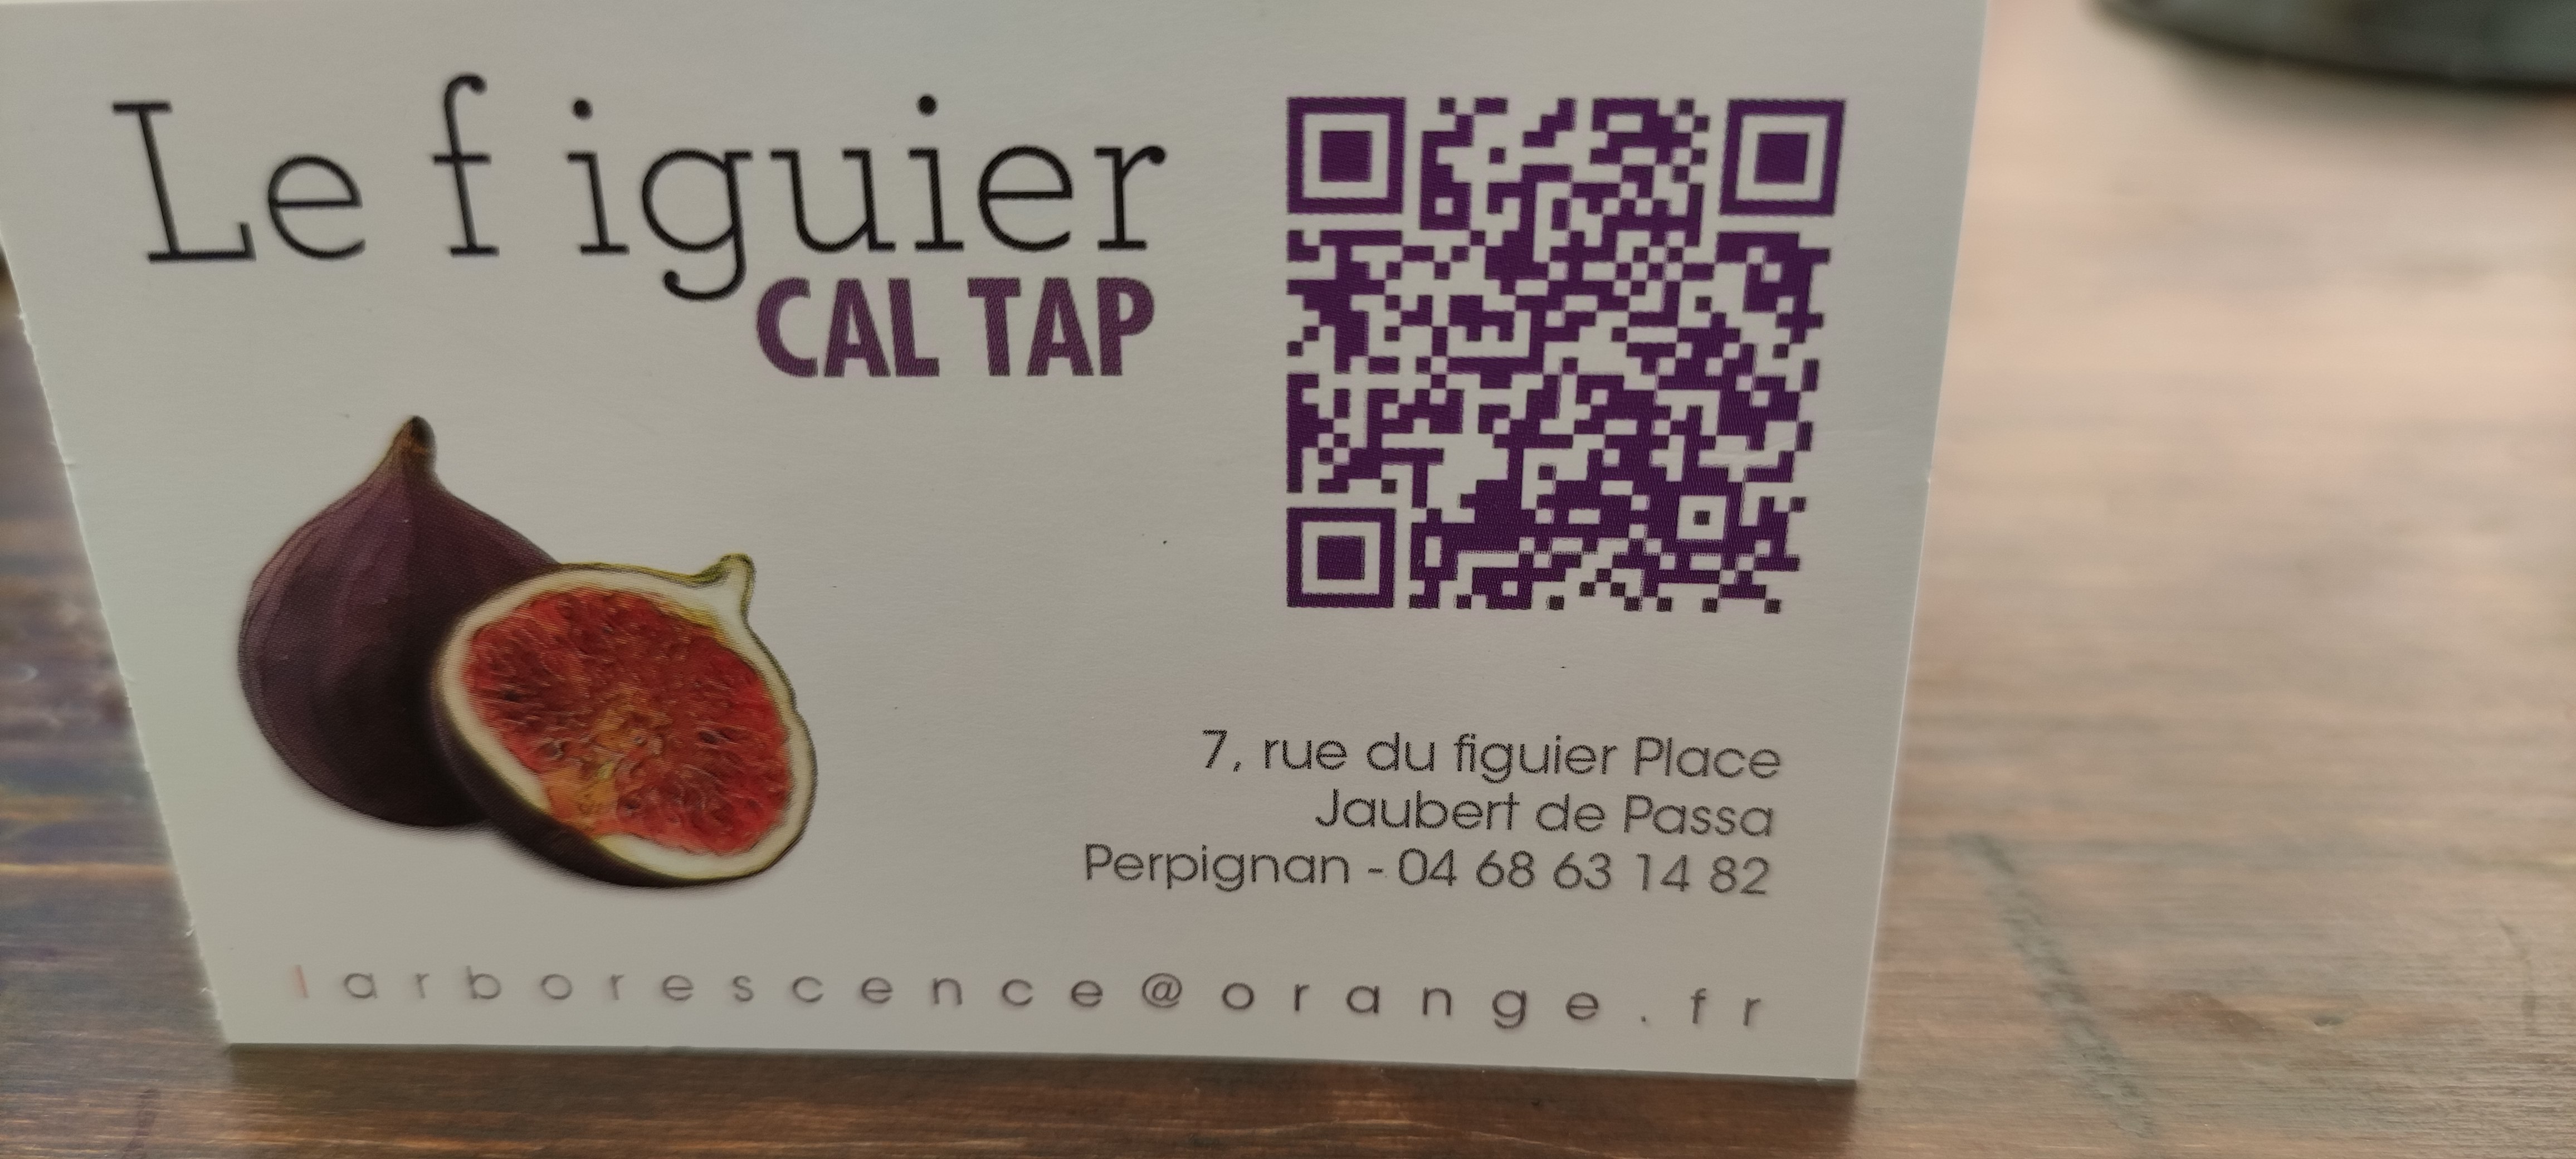 Le figuier
CAL TAP
7, rue du figuier Place
Jaubert de Passa
Perpignan - 04 68 63 14 82
larborescence@orange.fr